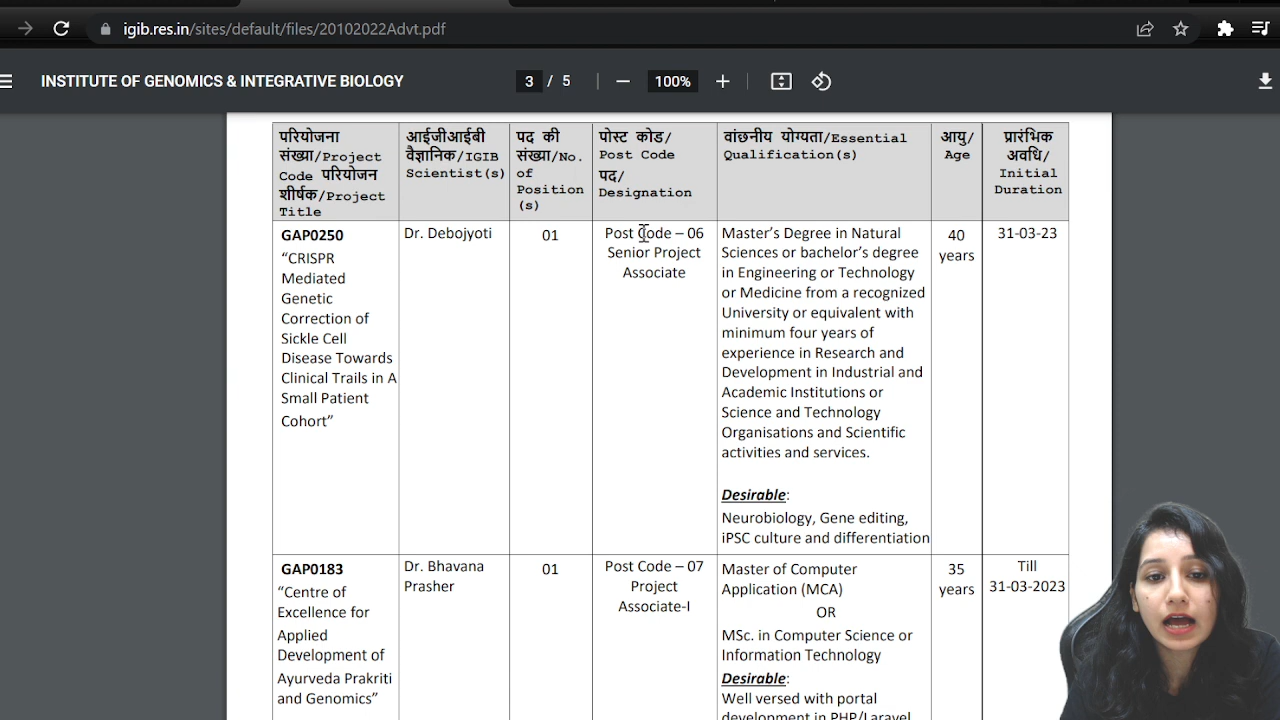 igib.res.in/sites/default/files/20102022Advt.pdf
INSTITUTE OF GENOMICS & INTEGRATIVE BIOLOGY
3 / 5
100%
परियोजना
संख्या/Project
Code परियोजन
शीर्षक/Project
Title
आईजीआईबी
वैज्ञानिक/IGIB
Scientist(s)
पद की
संख्या/No.
of
Position
(s)
पोस्ट कोड/
Post Code
पद/
Designation
वांछनीय योग्यता/Essential
Qualification(s)
आयु/
Age
प्रारंभिक
अवधि/
Initial
Duration
GAP0250
“CRISPR
Mediated
Genetic
Correction of
Sickle Cell
Disease Towards
Clinical Trails in A
Small Patient
Cohort”
Dr. Debojyoti
01
Post Code – 06
Senior Project
Associate
Master’s Degree in Natural
Sciences or bachelor’s degree
in Engineering or Technology
or Medicine from a recognized
University or equivalent with
minimum four years of
experience in Research and
Development in Industrial and
Academic Institutions or
Science and Technology
Organisations and Scientific
activities and services.
Desirable:
Neurobiology, Gene editing,
iPSC culture and differentiation
40
years
31-03-23
GAP0183
“Centre of
Excellence for
Applied
Development of
Ayurveda Prakriti
and Genomics”
Dr. Bhavana
Prasher
01
Post Code – 07
Project
Associate-I
Master of Computer
Application (MCA)
OR
MSc. in Computer Science or
Information Technology
Desirable:
Well versed with portal
development in PHP/Laravel
35
years
Till
31-03-2023